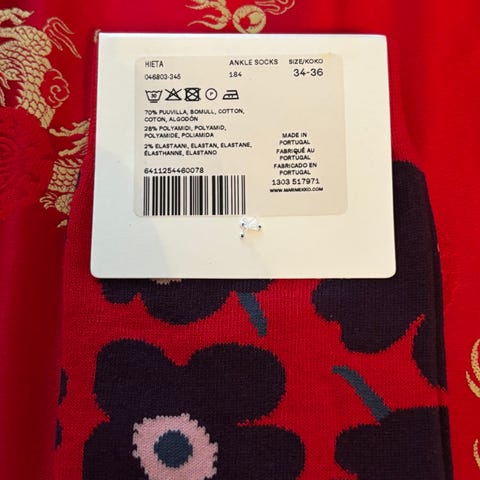 HIETA ANKLE SOCKS SIZE/KOKO
046803-345 184 34-36
30 P
70% PUUVILLA, BOMULL, COTTON,
COTON, ALGODÓN
28% POLYAMIDI, POLYAMID,
POLYAMIDE, POLIAMIDA
2% ELASTAANI, ELASTAN, ELASTANE,
ÉLASTHANNE, ELASTANO
6411254460078
MADE IN
PORTUGAL
FABRIQUÉ AU
PORTUGAL
FABRICADO EN
PORTUGAL
1303 517971
WWW.MARIMEKKO.COM